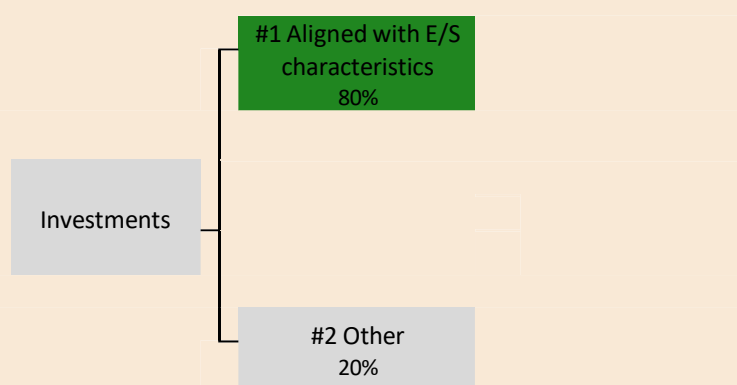 #1 Aligned with E/S
characteristics
80%
Investments
#2 Other
20%